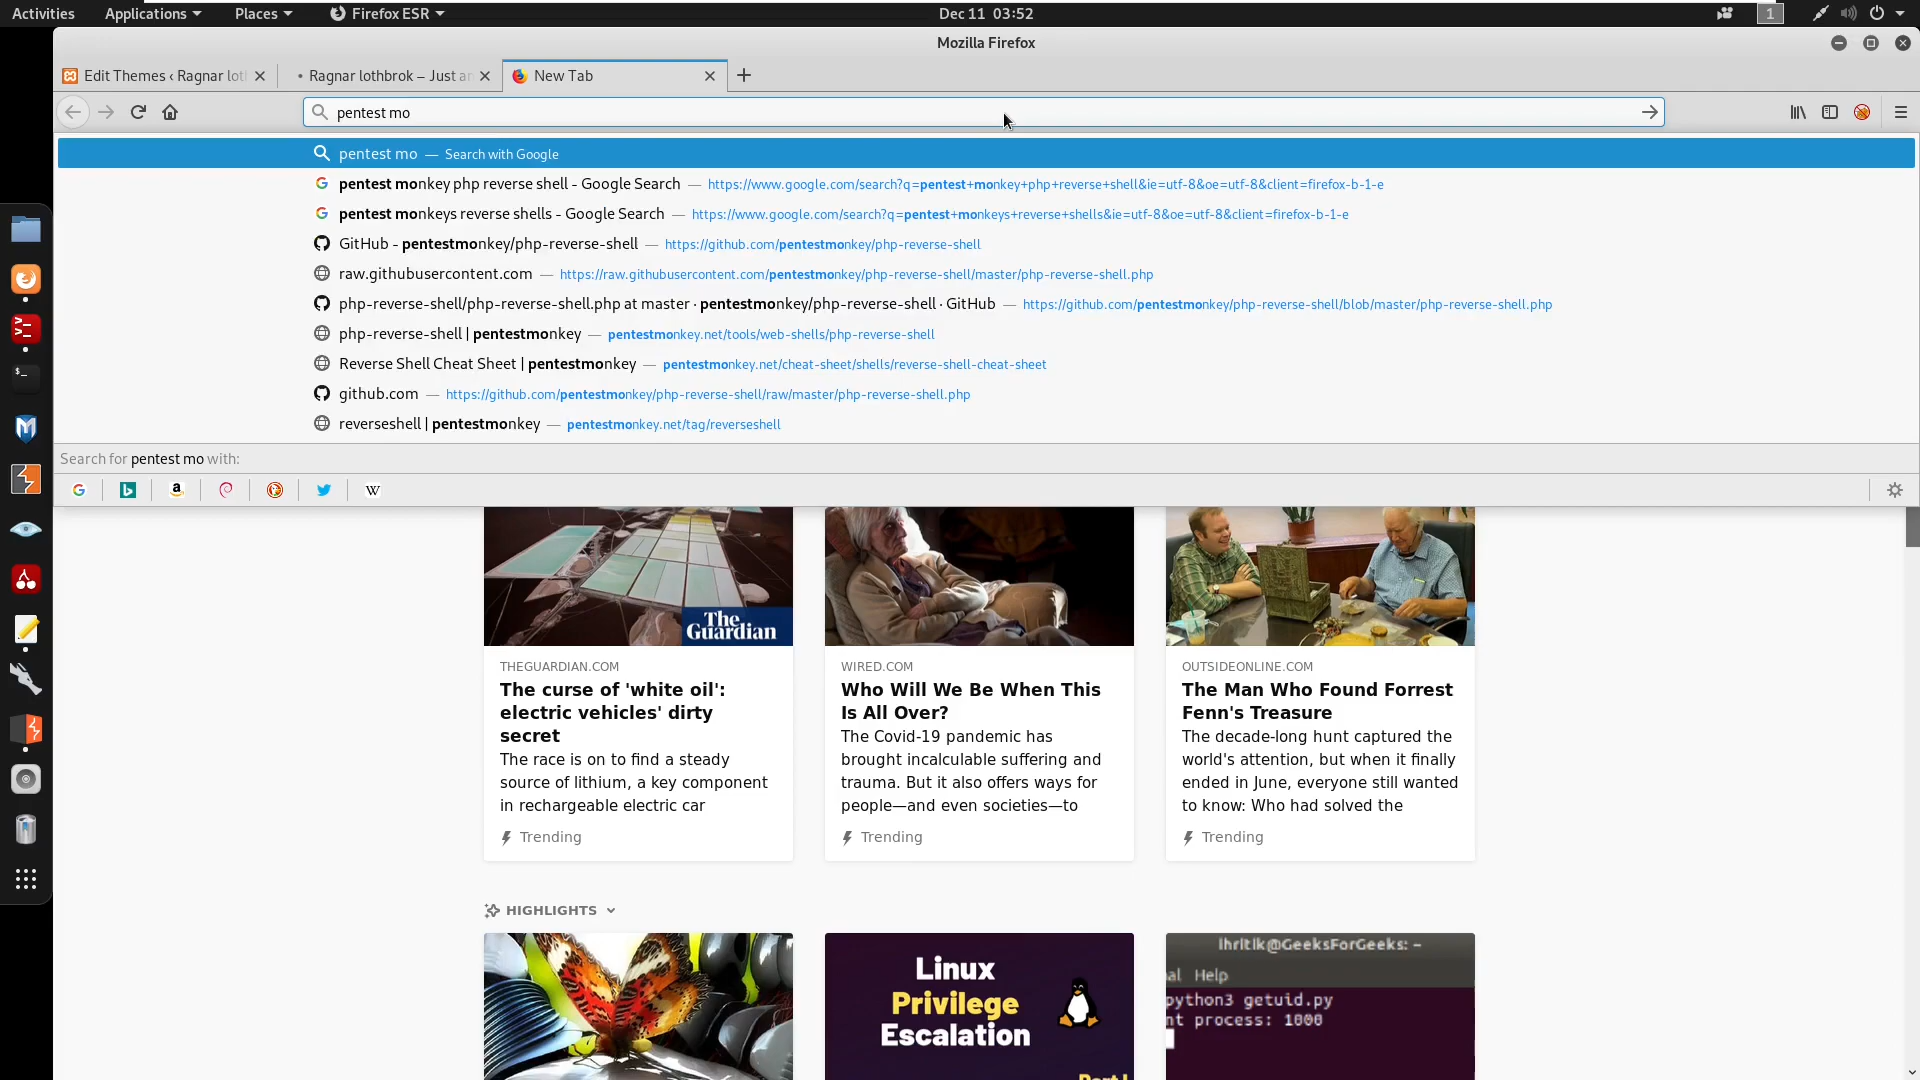 Activities Applications Places Firefox ESR Dec 11 03:52 1
Mozilla Firefox
Edit Themes ‹ Ragnar lot Ragnar lothbrok – Just ar New Tab
pentest mo
pentest mo — Search with Google
pentest monkey php reverse shell - Google Search — https://www.google.com/search?q=pentest+monkey+php+reverse+shell&ie=utf-8&oe=utf-8&client=firefox-b-1-e
pentest monkeys reverse shells - Google Search — https://www.google.com/search?q=pentest+monkeys+reverse+shells&ie=utf-8&oe=utf-8&client=firefox-b-1-e
GitHub - pentestmonkey/php-reverse-shell — https://github.com/pentestmonkey/php-reverse-shell
raw.githubusercontent.com — https://raw.githubusercontent.com/pentestmonkey/php-reverse-shell/master/php-reverse-shell.php
php-reverse-shell/php-reverse-shell.php at master · pentestmonkey/php-reverse-shell · GitHub — https://github.com/pentestmonkey/php-reverse-shell/blob/master/php-reverse-shell.php
php-reverse-shell | pentestmonkey — pentestmonkey.net/tools/web-shells/php-reverse-shell
Reverse Shell Cheat Sheet | pentestmonkey — pentestmonkey.net/cheat-sheet/shells/reverse-shell-cheat-sheet
github.com — https://github.com/pentestmonkey/php-reverse-shell/raw/master/php-reverse-shell.php
reverseshell | pentestmonkey — pentestmonkey.net/tag/reverseshell
Search for pentest mo with:
The
Guardian
THEGUARDIAN.COM
The curse of 'white oil':
electric vehicles' dirty
secret
The race is on to find a steady
source of lithium, a key component
in rechargeable electric car
Trending
WIRED.COM
Who Will We Be When This
Is All Over?
The Covid-19 pandemic has
brought incalculable suffering and
trauma. But it also offers ways for
people—and even societies—to
Trending
OUTSIDEONLINE.COM
The Man Who Found Forrest
Fenn's Treasure
The decade-long hunt captured the
world's attention, but when it finally
ended in June, everyone still wanted
to know: Who had solved the
Trending
HIGHLIGHTS
Linux
Privilege
Escalation
Part I
ihritik@GeeksForGeeks: ~
al Help
python3 getuid.py
nt process: 1000